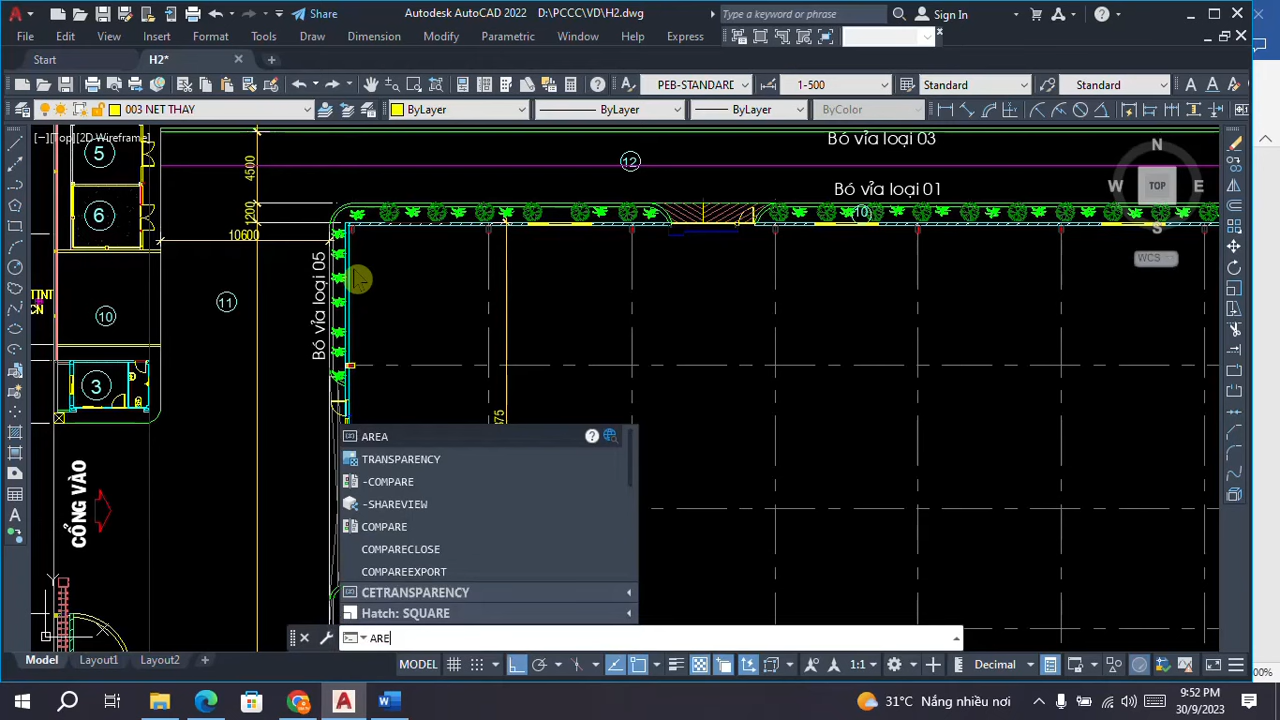 Share
Autodesk AutoCAD 2022 D:\PCCC\VD\H2.dwg
Type a keyword or phrase
Sign In
File Edit View Insert Format Tools Draw Dimension Modify Parametric Window Help Express
Start
H2*
PEB-STANDARE
1-500
Standard
Standard
003 NET THAY
ByLayer
ByLayer
ByLayer
ByColor
[−][Top][2D Wireframe]
5
4500
12
Bó vỉa loại 03
N
W
TOP
E
S
WCS
Bó vỉa loại 01
6
1200
10
10600
Bó vỉa loại 05
11
10
3
CỔNG VÀO
AREA
TRANSPARENCY
-COMPARE
-SHAREVIEW
COMPARE
COMPARECLOSE
COMPAREEXPORT
CETRANSPARENCY
Hatch: SQUARE
ARE
Model Layout1 Layout2
MODEL
1:1
Decimal
00%
31°C Nắng nhiều nơi
9:52 PM
30/9/2023